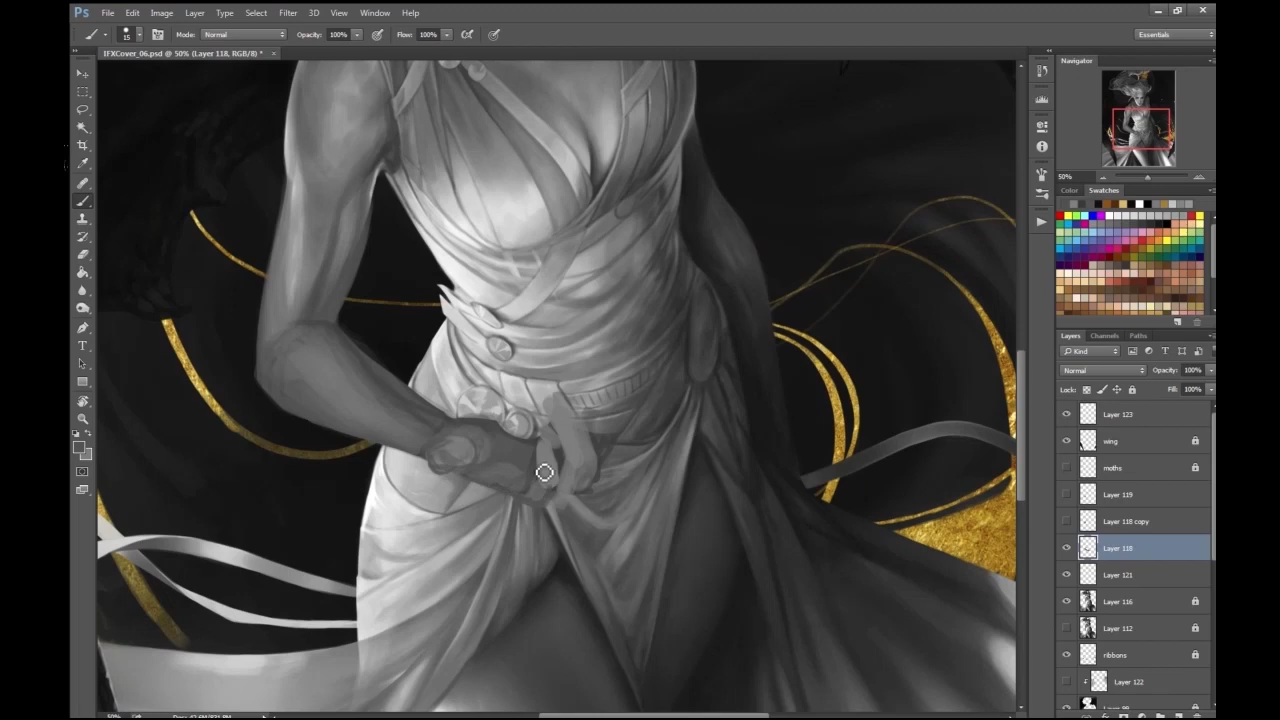 Ps File Edit Image Layer Type Select Filter 3D View Window Help
15 Mode: Normal Opacity: 100% Flow: 100% Essentials
IFXCover_06.psd @ 50% (Layer 118, RGB/8) * ×
Navigator
50%
Color Swatches
Layers Channels Paths
Kind
Normal Opacity: 100%
Lock: Fill: 100%
Layer 123
wing
moths
Layer 119
Layer 118 copy
Layer 118
Layer 121
Layer 116
Layer 112
ribbons
Layer 122
50%